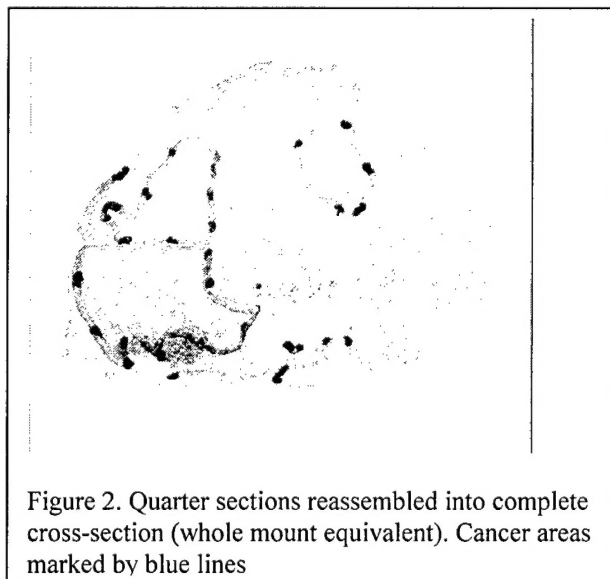 Figure 2. Quarter sections reassembled into complete
cross-section (whole mount equivalent). Cancer areas
marked by blue lines